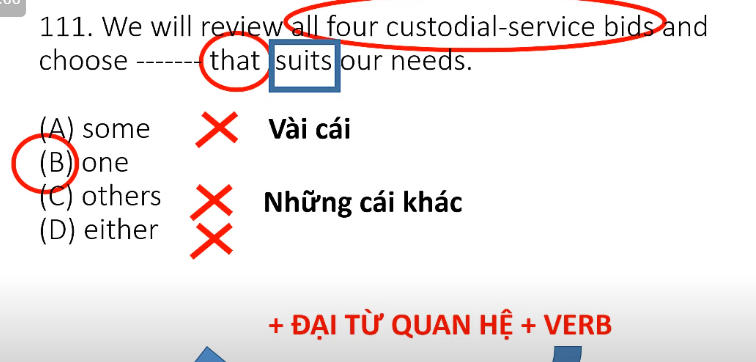 111. We will review all four custodial-service bids and
choose ------- that suits our needs.
(A) some Vài cái
(B) one
(C) others Những cái khác
(D) either
+ ĐẠI TỪ QUAN HỆ + VERB